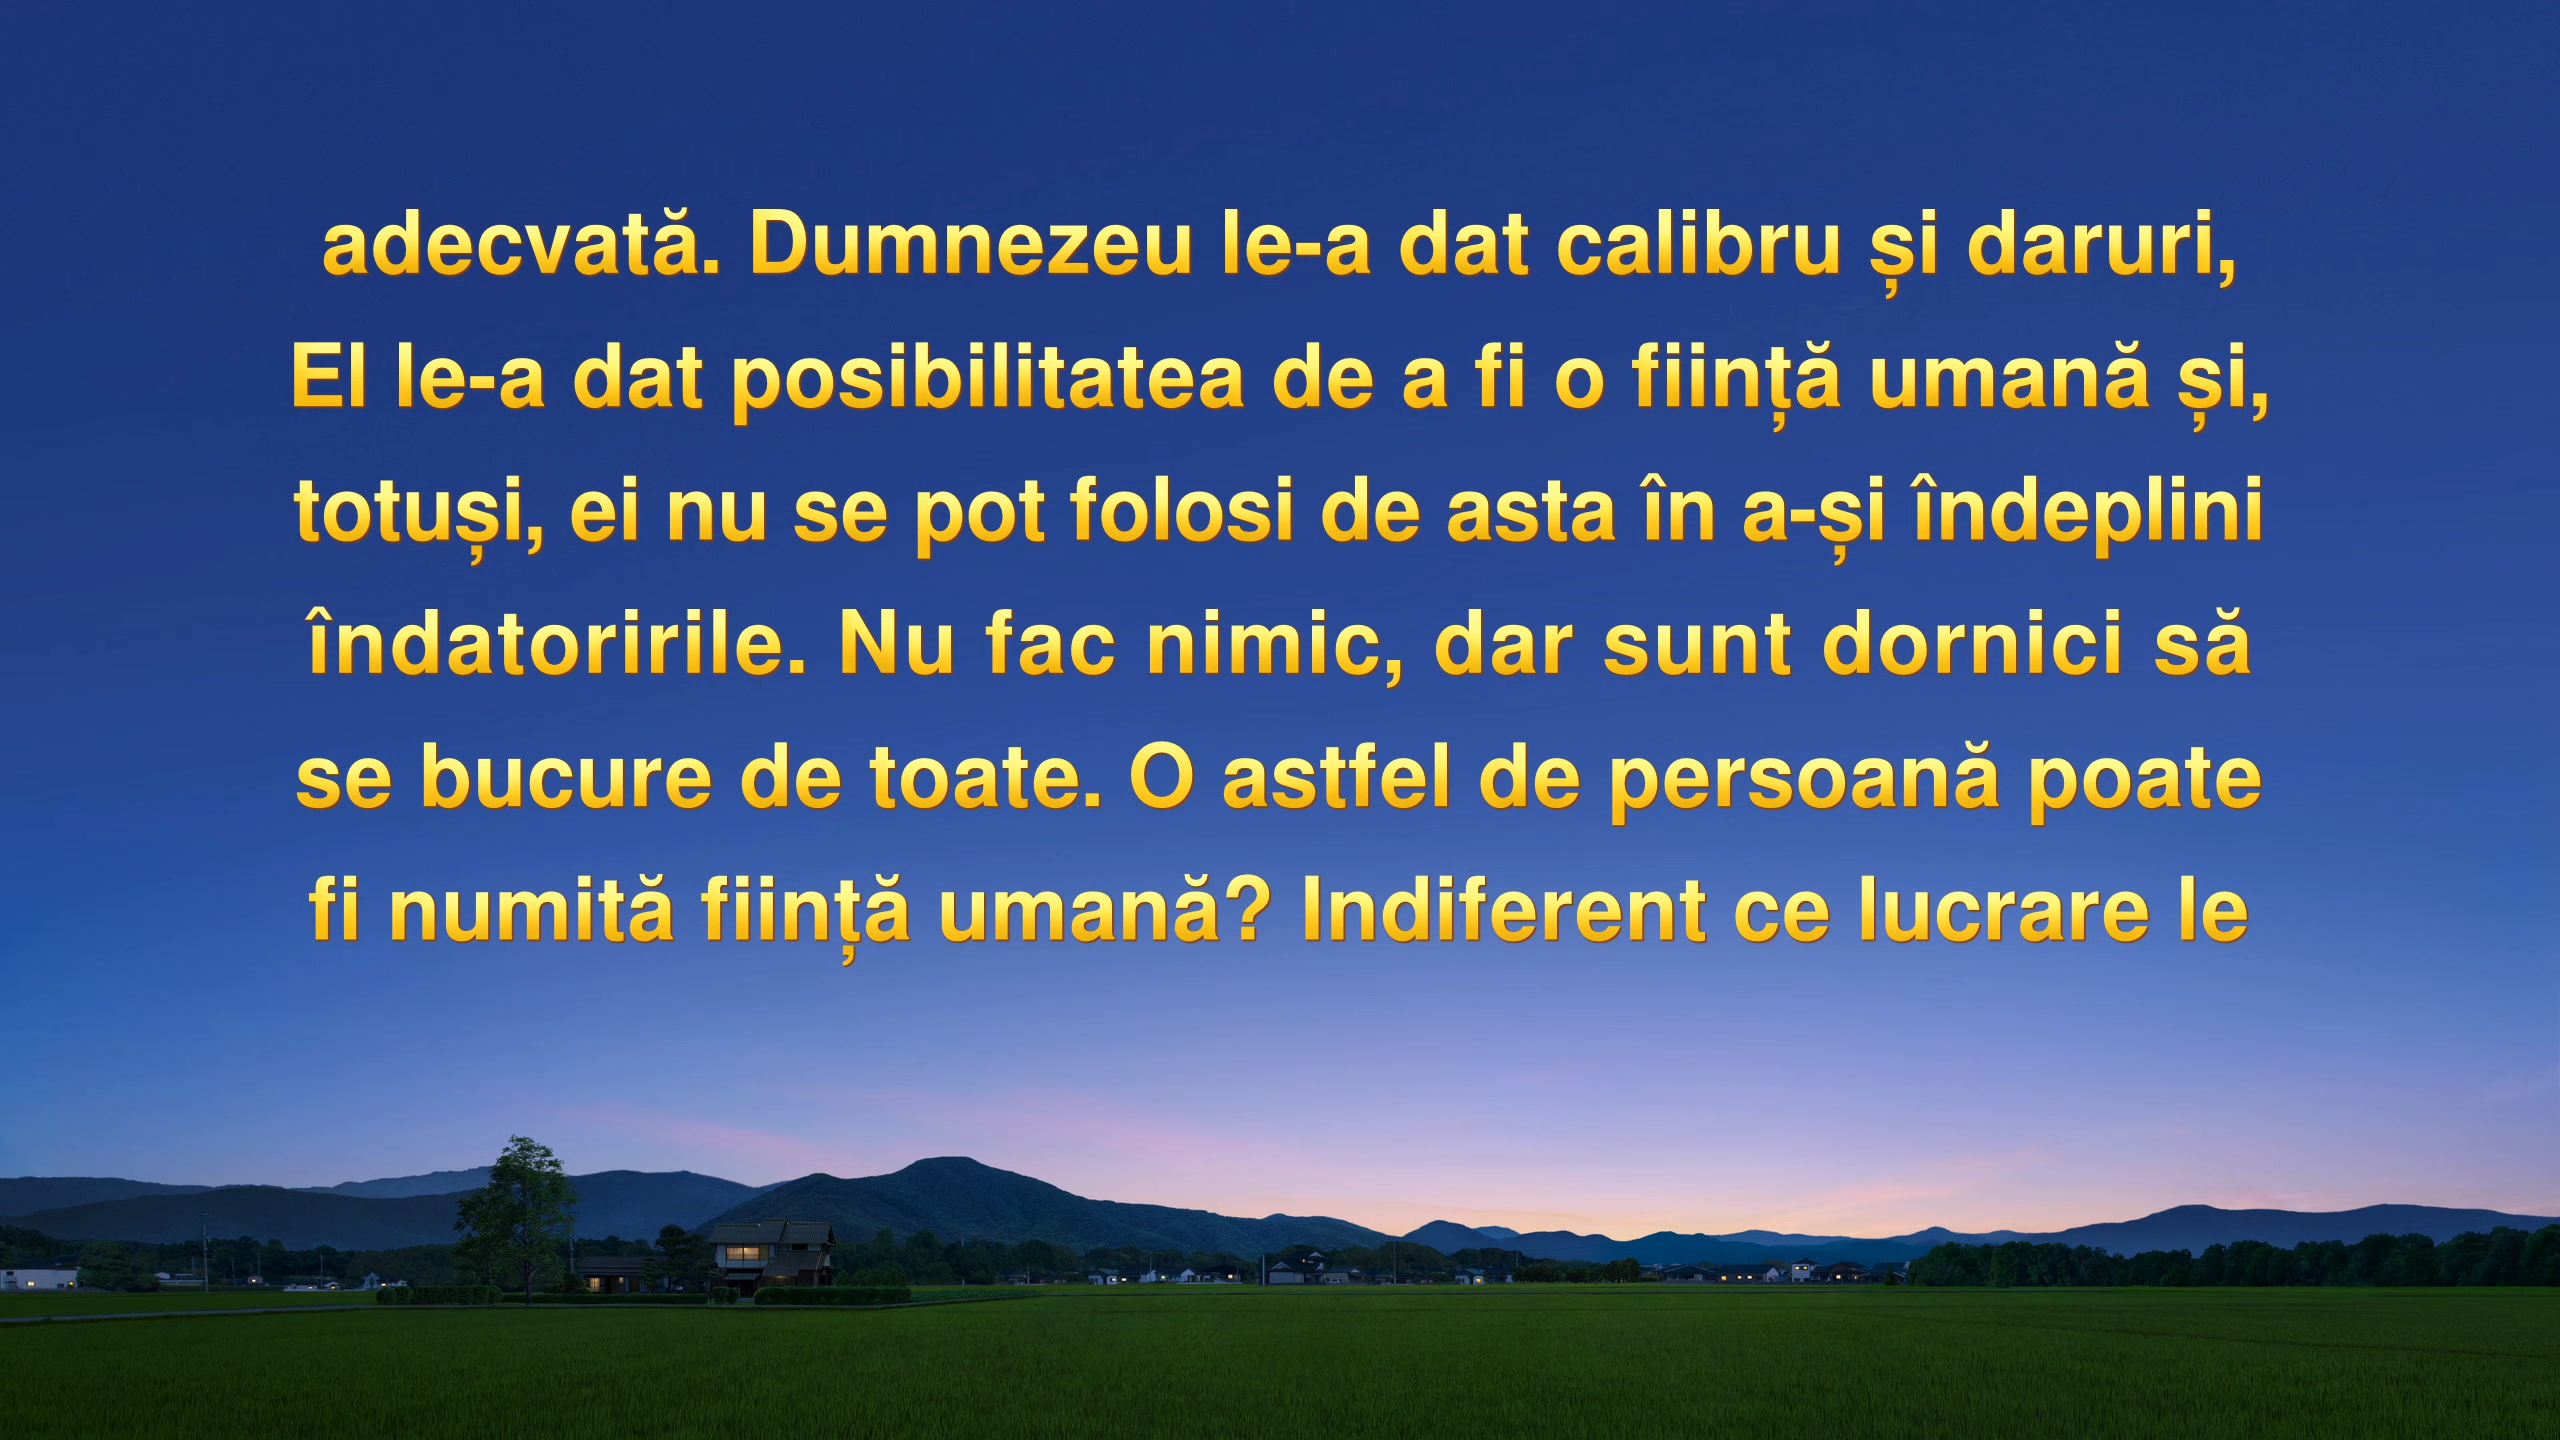 adecvată. Dumnezeu le-a dat calibru și daruri,
El le-a dat posibilitatea de a fi o ființă umană și,
totuși, ei nu se pot folosi de asta în a-și îndeplini
îndatoririle. Nu fac nimic, dar sunt dornici să
se bucure de toate. O astfel de persoană poate
fi numită ființă umană? Indiferent ce lucrare le